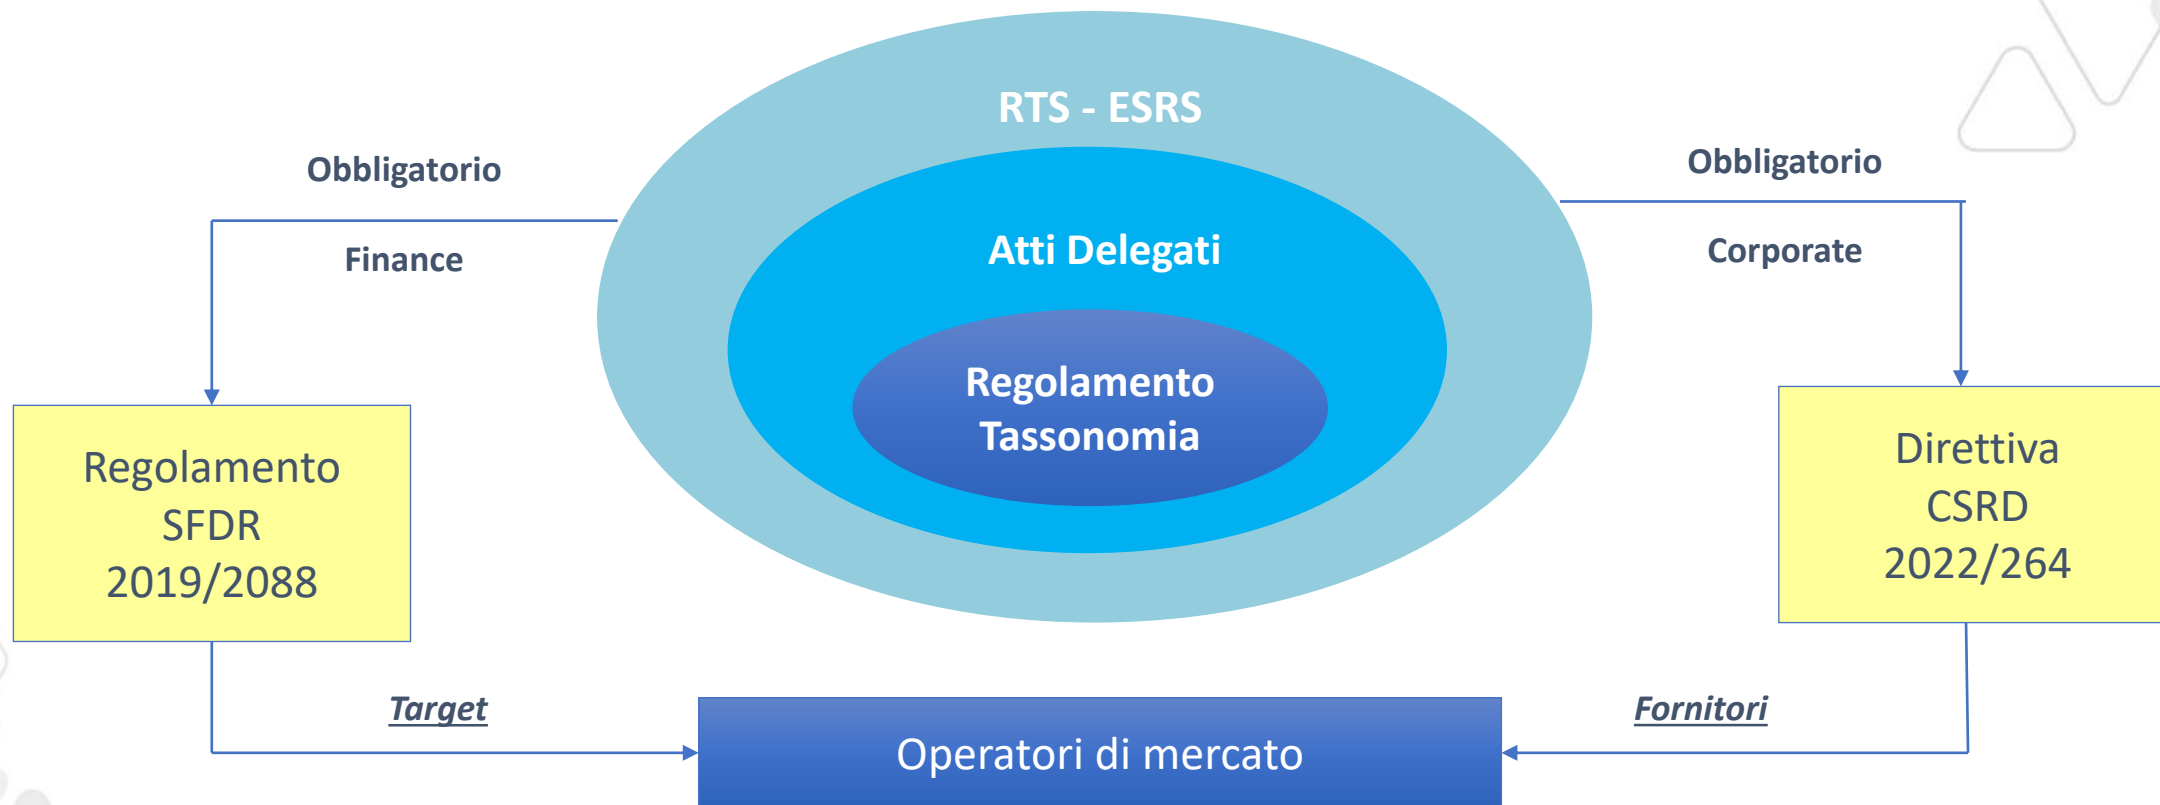 RTS - ESRS
Obbligatorio
Finance
Obbligatorio
Corporate
Atti Delegati
Regolamento
Tassonomia
Regolamento
SFDR
2019/2088
Direttiva
CSRD
2022/264
Target
Fornitori
Operatori di mercato